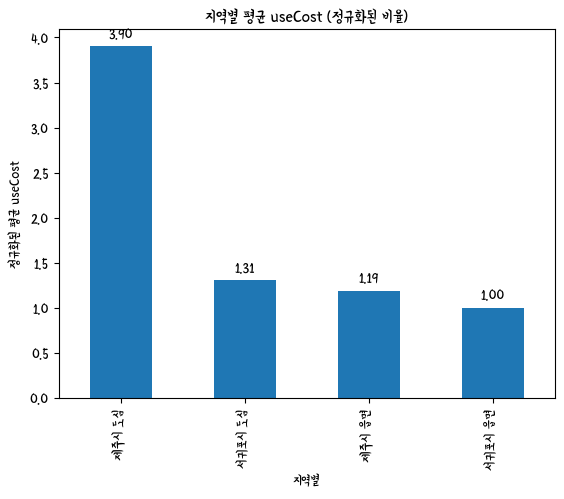 지역별 평균 useCost (정규화된 비율)
정규화된 평균 useCost
4.0
3.5
3.0
2.5
2.0
1.5
1.0
0.5
0.0
3.90
1.31
1.19
1.00
제주시 도심
서귀포시 도심
제주시 읍면
서귀포시 읍면
지역별